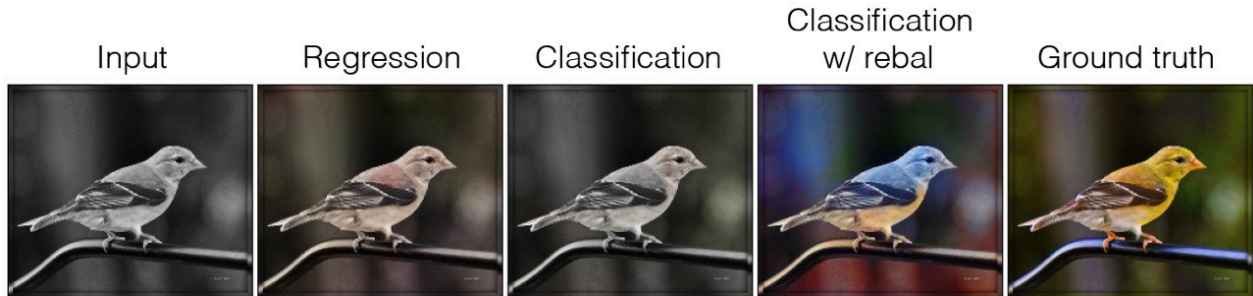 Input
Regression
Classification
Classification
w/ rebal
Ground truth